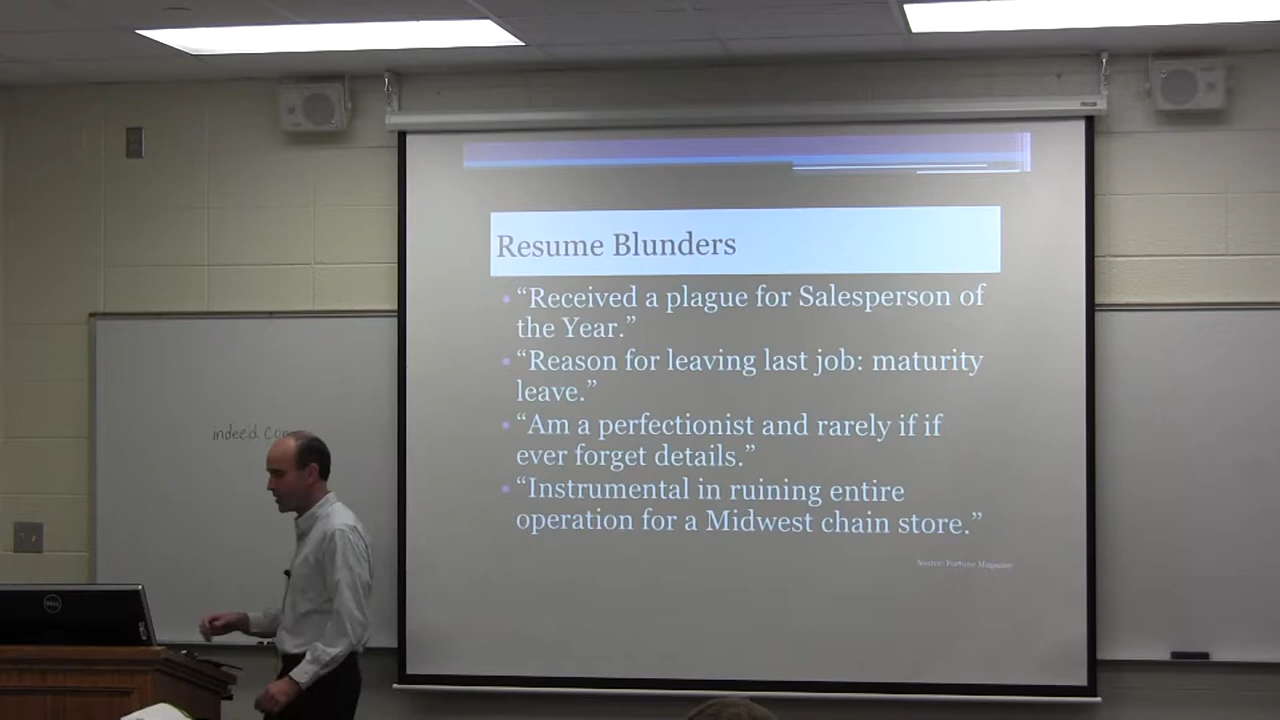 Resume Blunders
“Received a plague for Salesperson of
the Year.”
“Reason for leaving last job: maturity
leave.”
“Am a perfectionist and rarely if if
ever forget details.”
“Instrumental in ruining entire
operation for a Midwest chain store.”
Source: Fortune Magazine
indeed.com
DELL